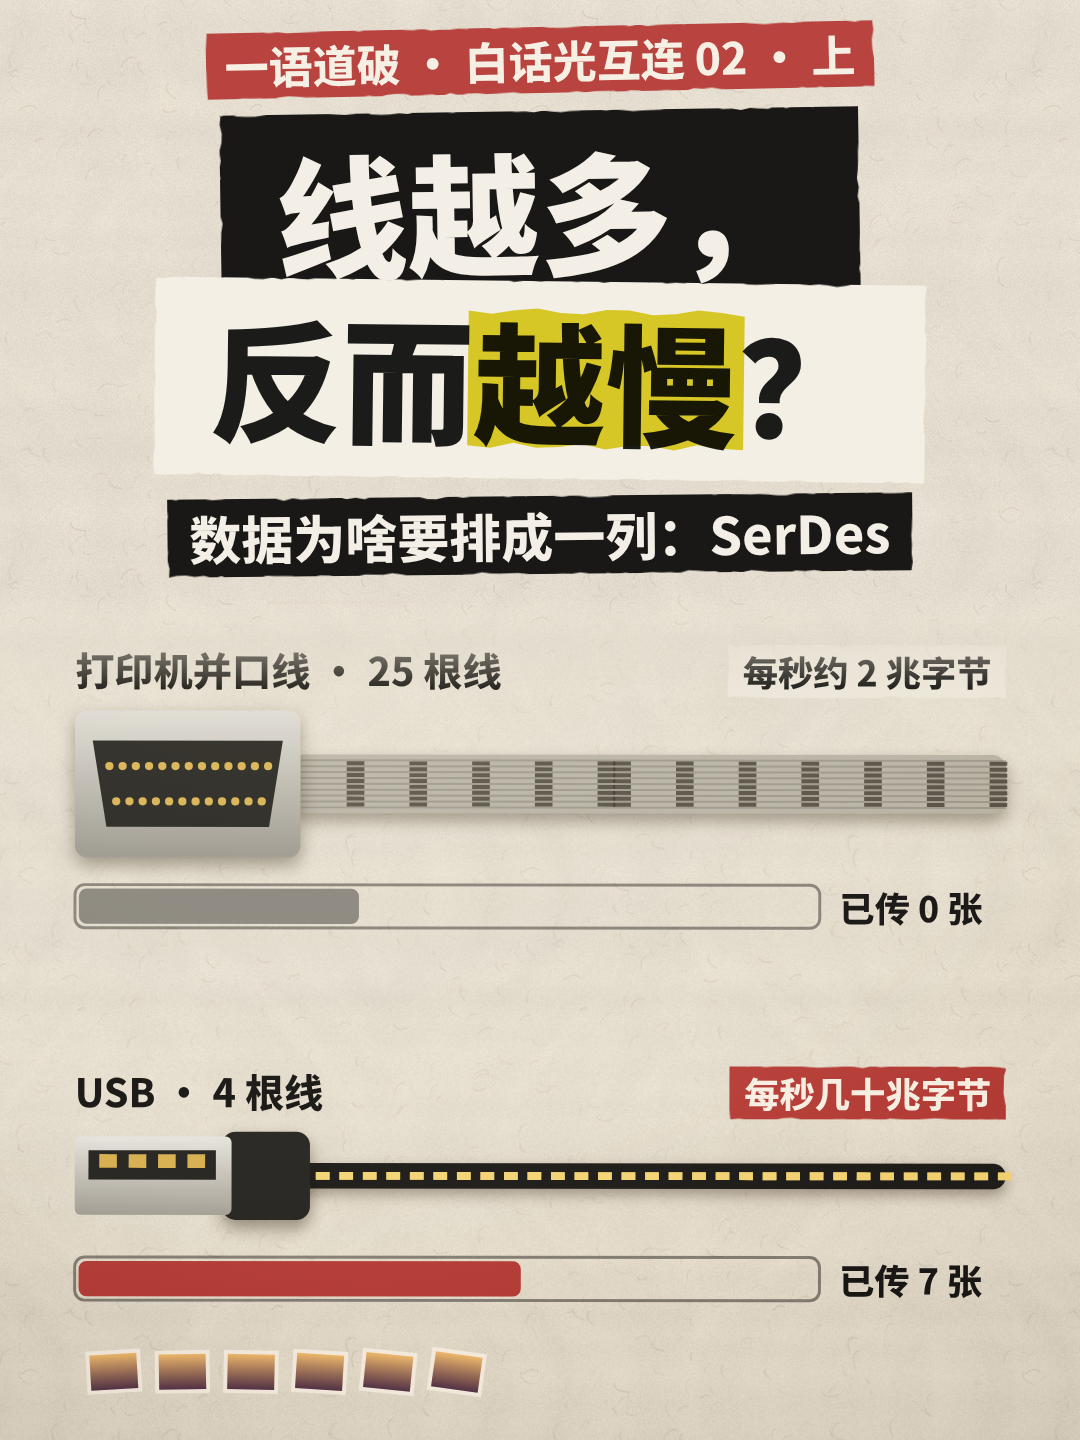 一语道破 · 白话光互连 02 · 上
线越多，
反而越慢？
数据为啥要排成一列：SerDes
打印机并口线 · 25 根线
每秒约 2 兆字节
已传 0 张
USB · 4 根线
每秒几十兆字节
已传 7 张